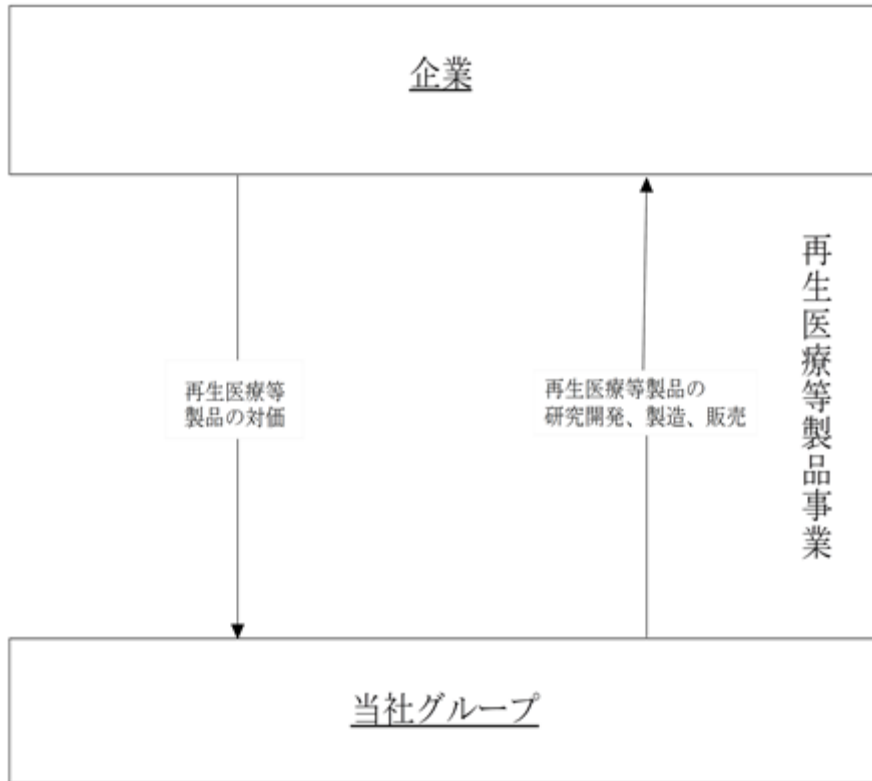 企業
再生医療等
製品の対価
再生医療等製品の
研究開発、製造、販売
再生医療等製品事業
当社グループ